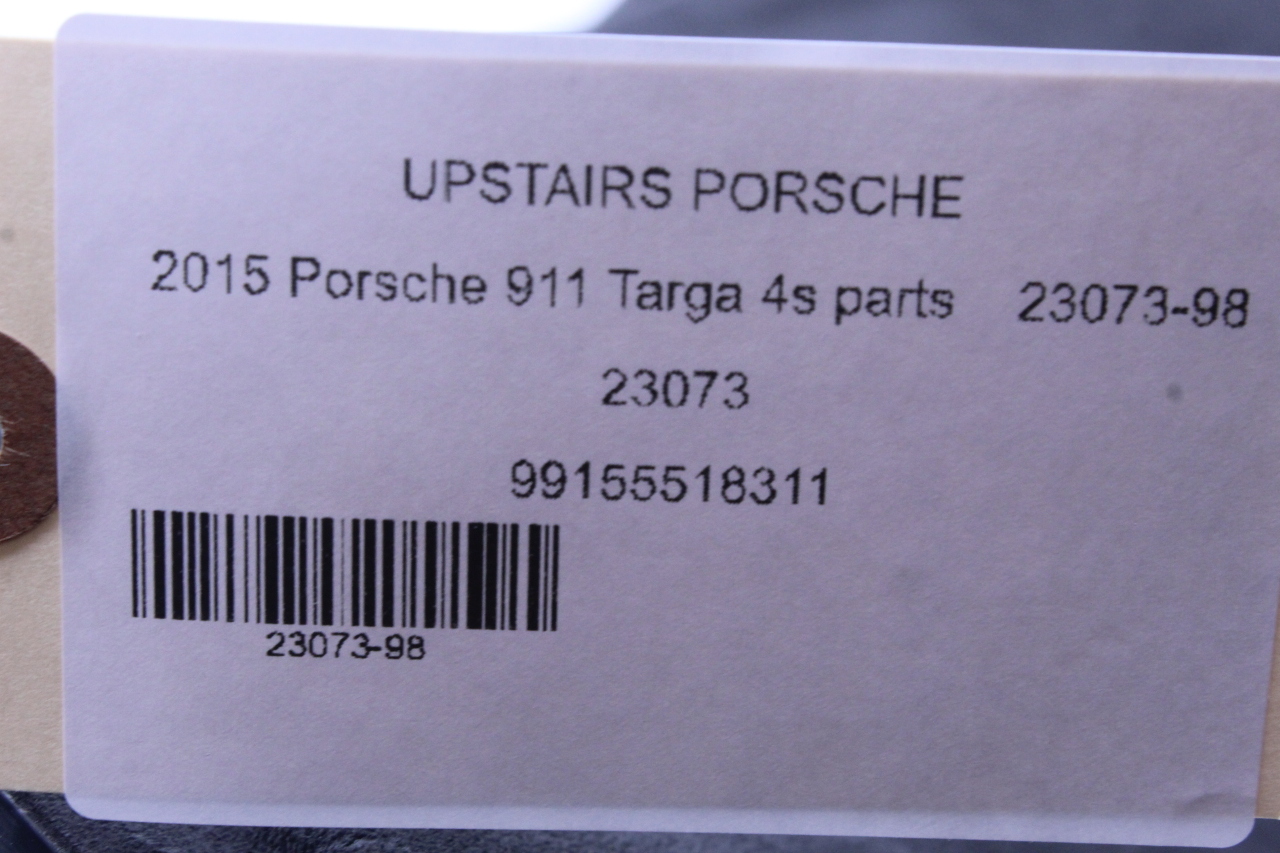 UPSTAIRS PORSCHE
2015 Porsche 911 Targa 4s parts 23073-98
23073
99155518311
23073-98